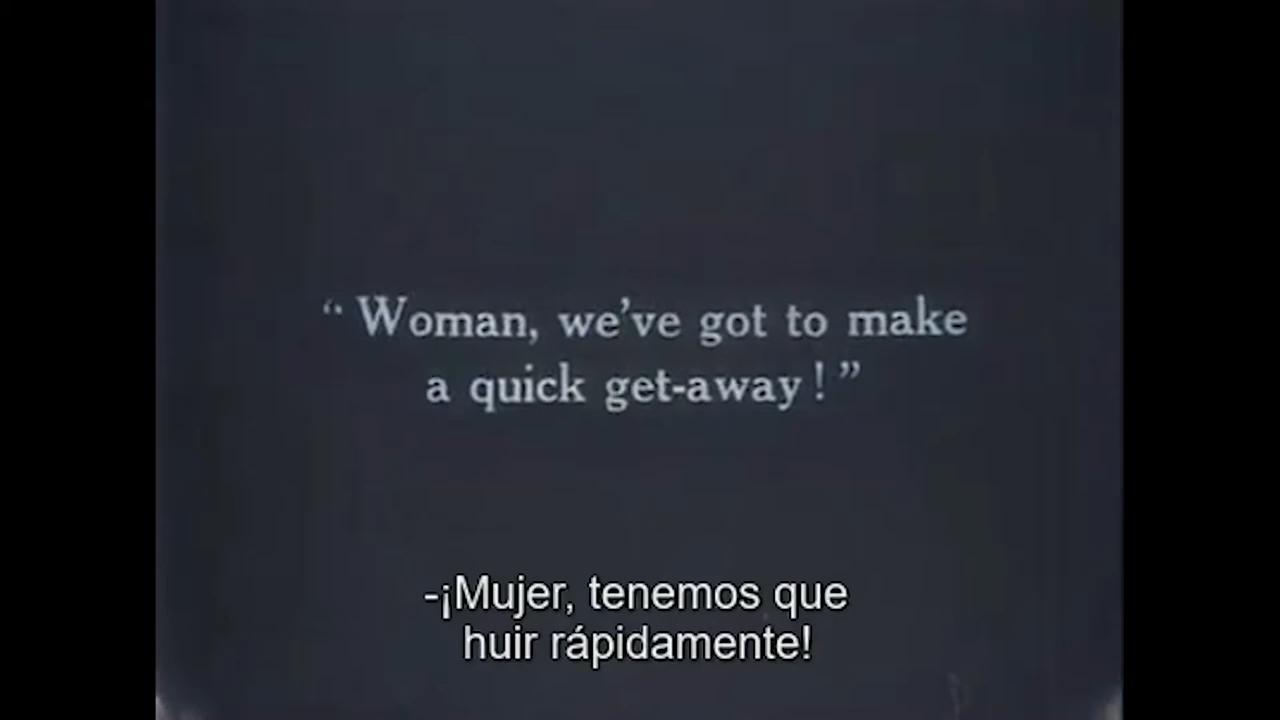 “Woman, we’ve got to make
a quick get-away!”
-¡Mujer, tenemos que
huir rápidamente!